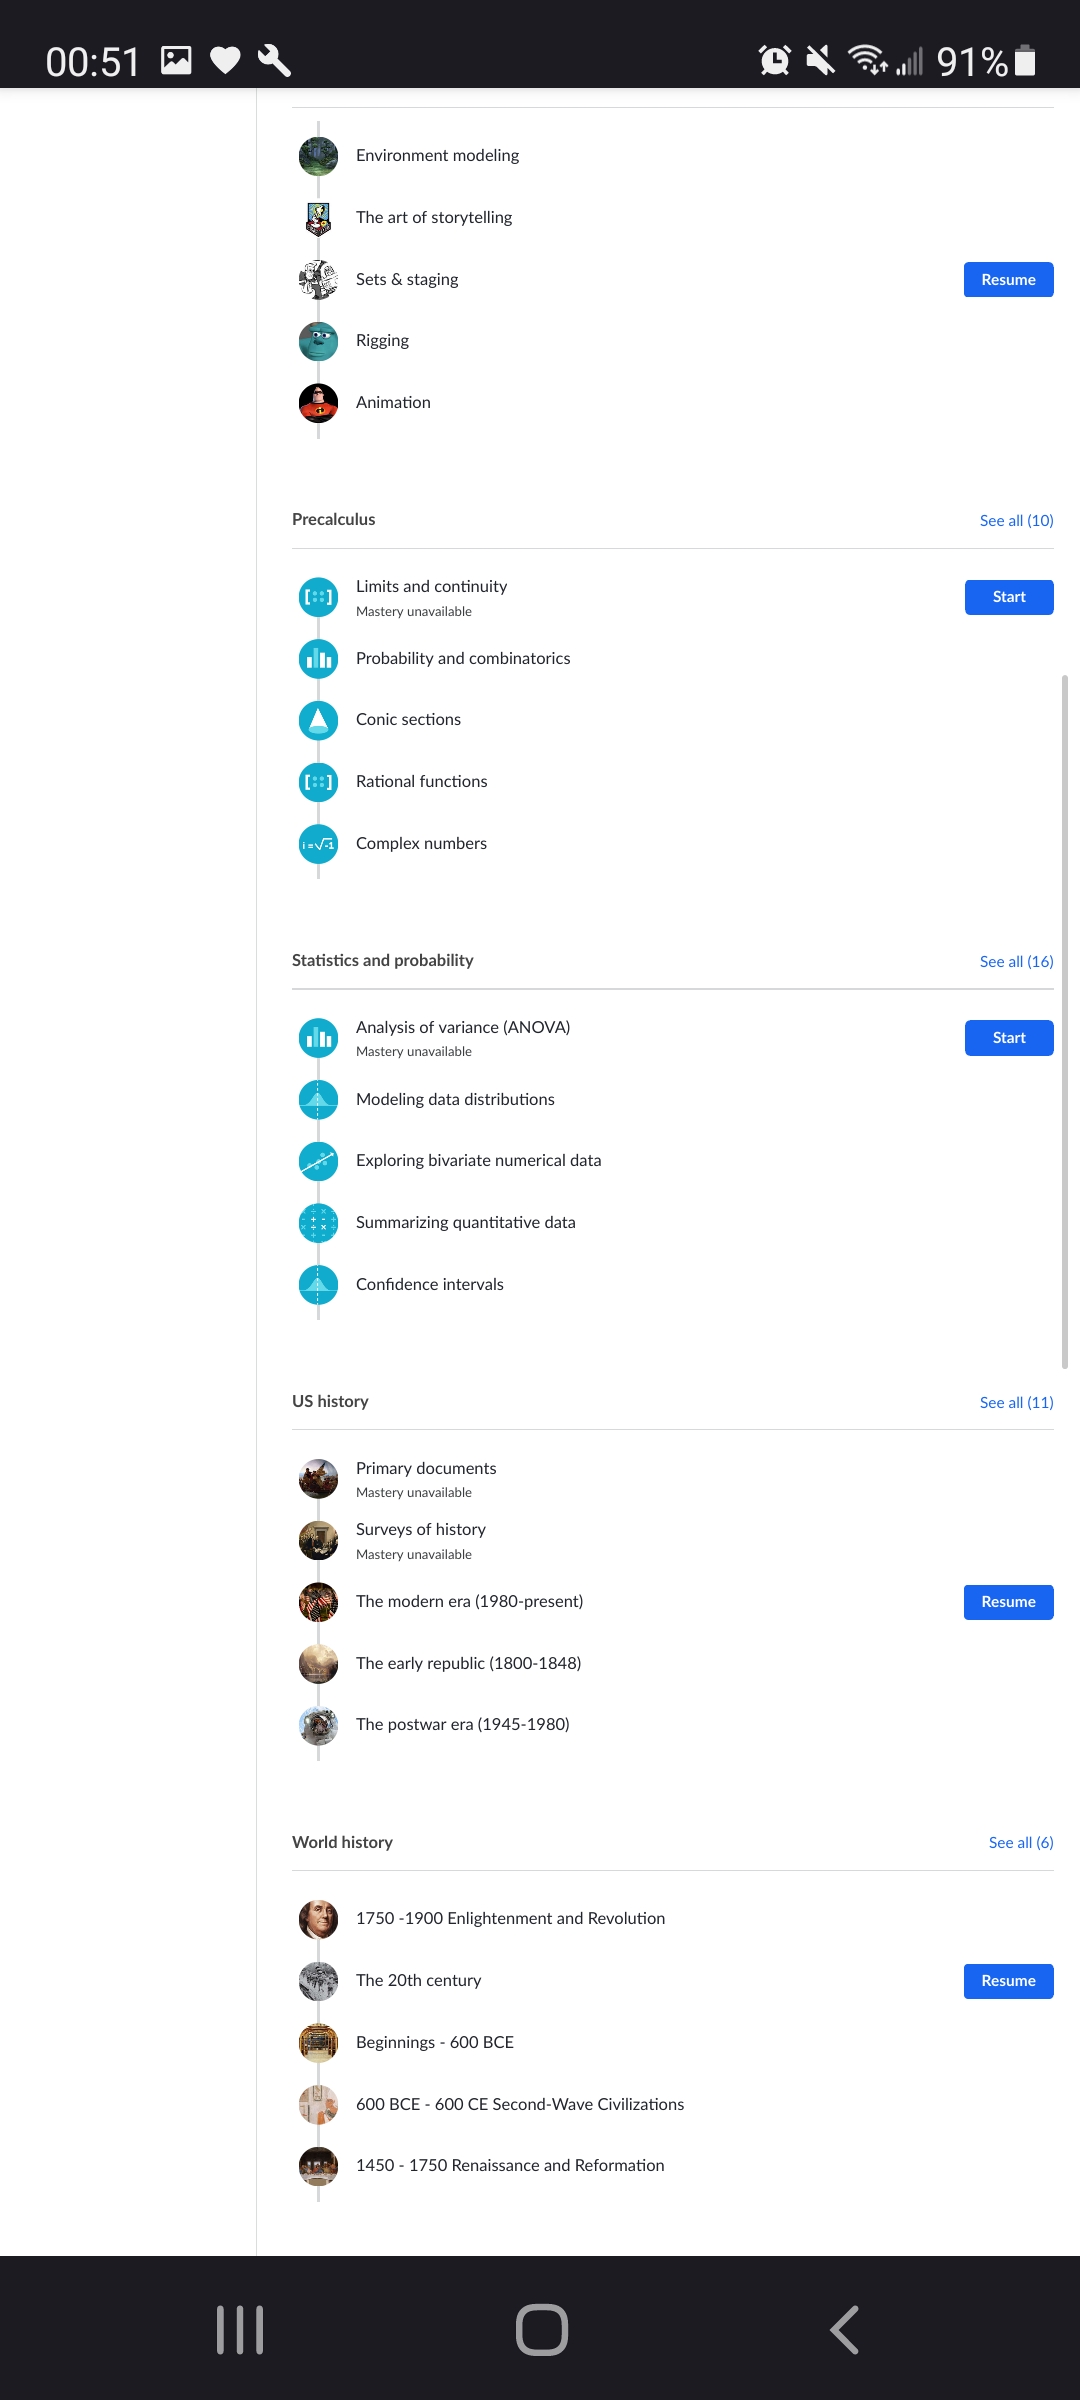 00:51
91%
Environment modeling
The art of storytelling
Sets & staging
Resume
Rigging
Animation
Precalculus
See all (10)
Limits and continuity
Mastery unavailable
Start
Probability and combinatorics
Conic sections
Rational functions
i = √-1
Complex numbers
Statistics and probability
See all (16)
Analysis of variance (ANOVA)
Mastery unavailable
Start
Modeling data distributions
Exploring bivariate numerical data
Summarizing quantitative data
Confidence intervals
US history
See all (11)
Primary documents
Mastery unavailable
Surveys of history
Mastery unavailable
The modern era (1980-present)
Resume
The early republic (1800-1848)
The postwar era (1945-1980)
World history
See all (6)
1750 -1900 Enlightenment and Revolution
The 20th century
Resume
Beginnings - 600 BCE
600 BCE - 600 CE Second-Wave Civilizations
1450 - 1750 Renaissance and Reformation